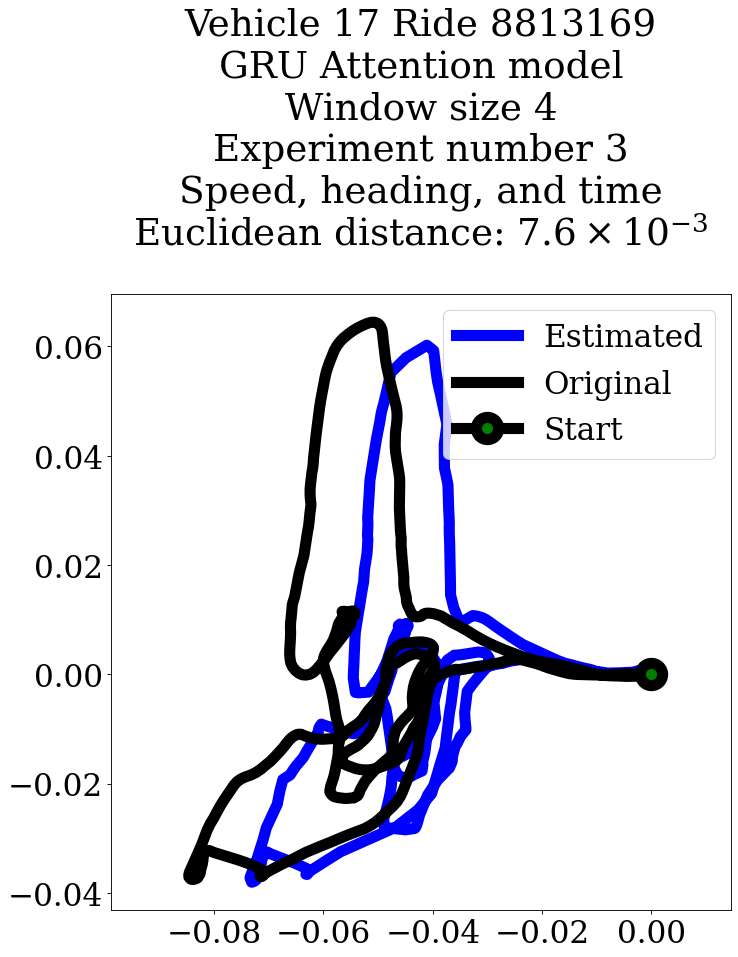 Vehicle 17 Ride 8813169
GRU Attention model
Window size 4
Experiment number 3
Speed, heading, and time
Euclidean distance: 7.6 × 10⁻³
Estimated
Original
Start
0.06
0.04
0.02
0.00
−0.02
−0.04
−0.08 −0.06 −0.04 −0.02 0.00